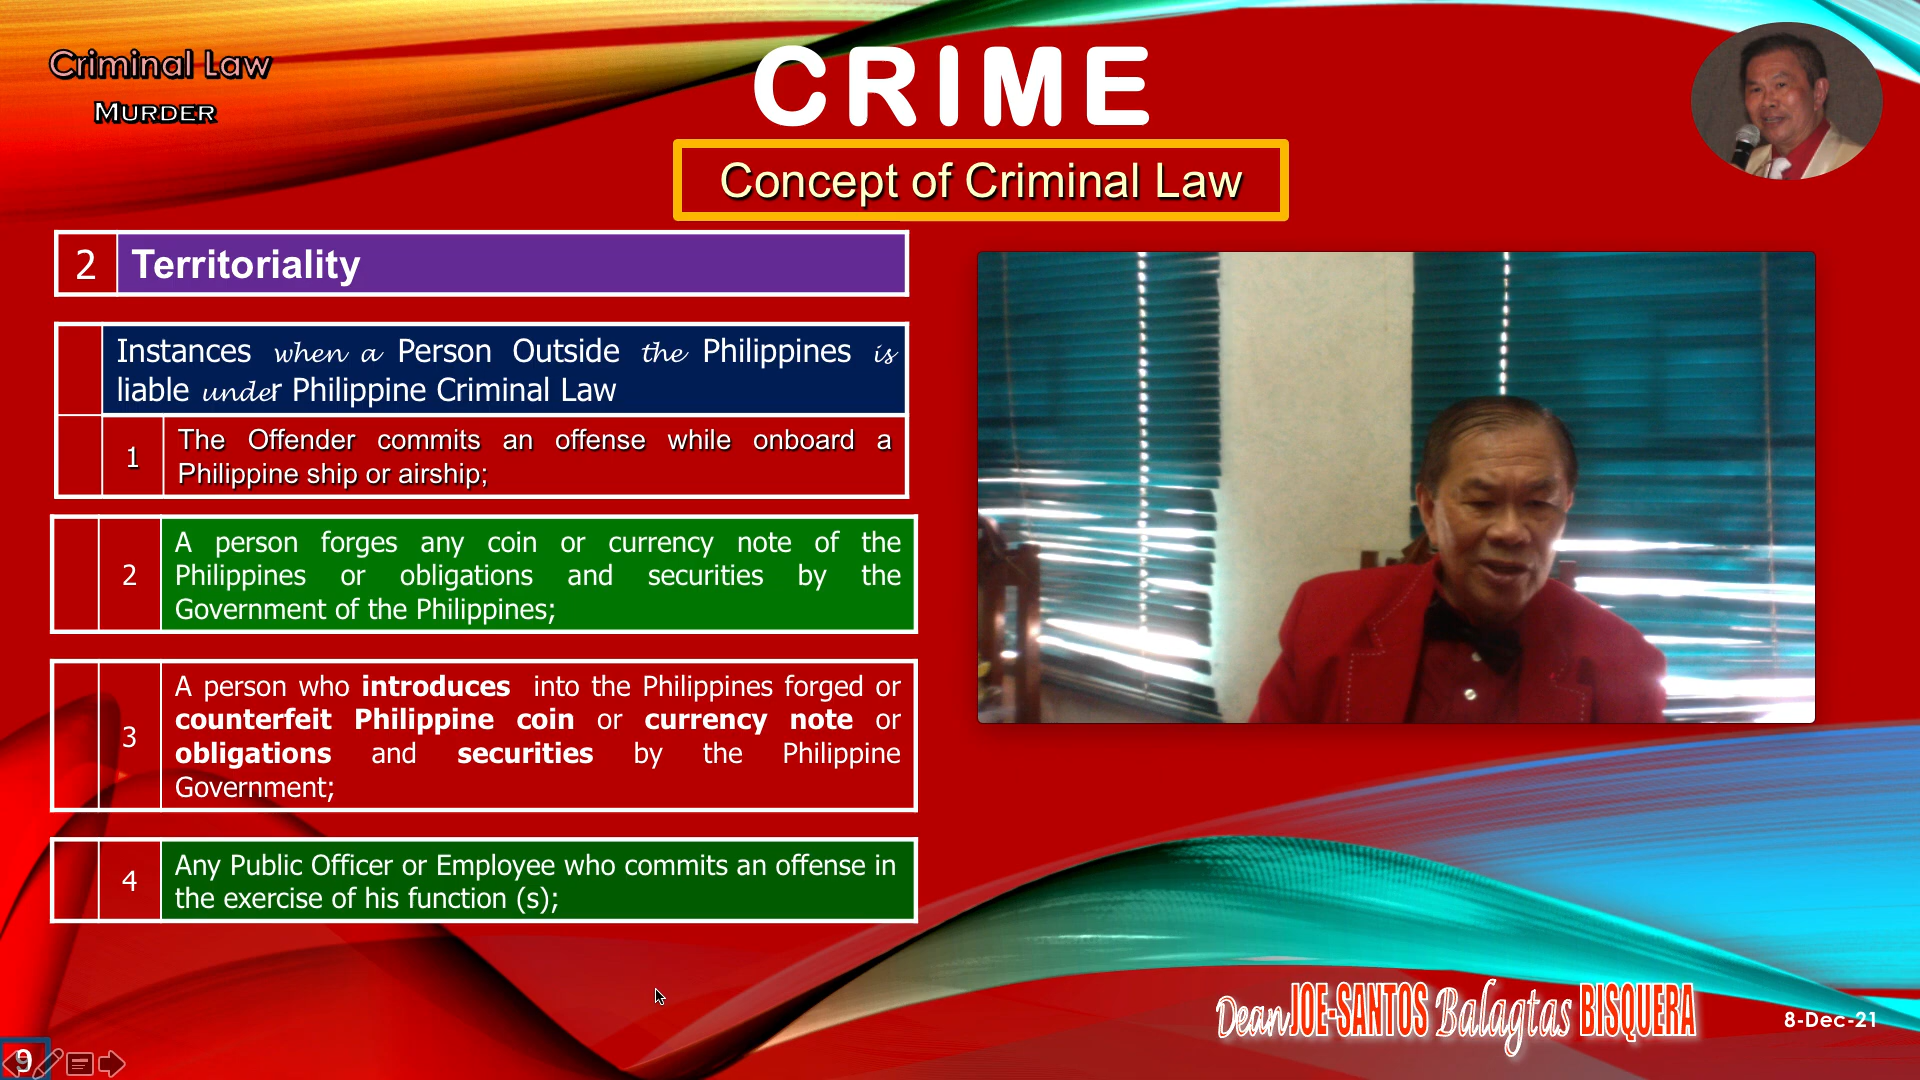 Criminal Law
MURDER
CRIME
Concept of Criminal Law
2 Territoriality
Instances when a Person Outside the Philippines is
liable under Philippine Criminal Law
1 The Offender commits an offense while onboard a
Philippine ship or airship;
2 A person forges any coin or currency note of the
Philippines or obligations and securities by the
Government of the Philippines;
3 A person who introduces into the Philippines forged or
counterfeit Philippine coin or currency note or
obligations and securities by the Philippine
Government;
4 Any Public Officer or Employee who commits an offense in
the exercise of his function (s);
Dean JOE-SANTOS Balagtas BISQUERA
8-Dec-21
9